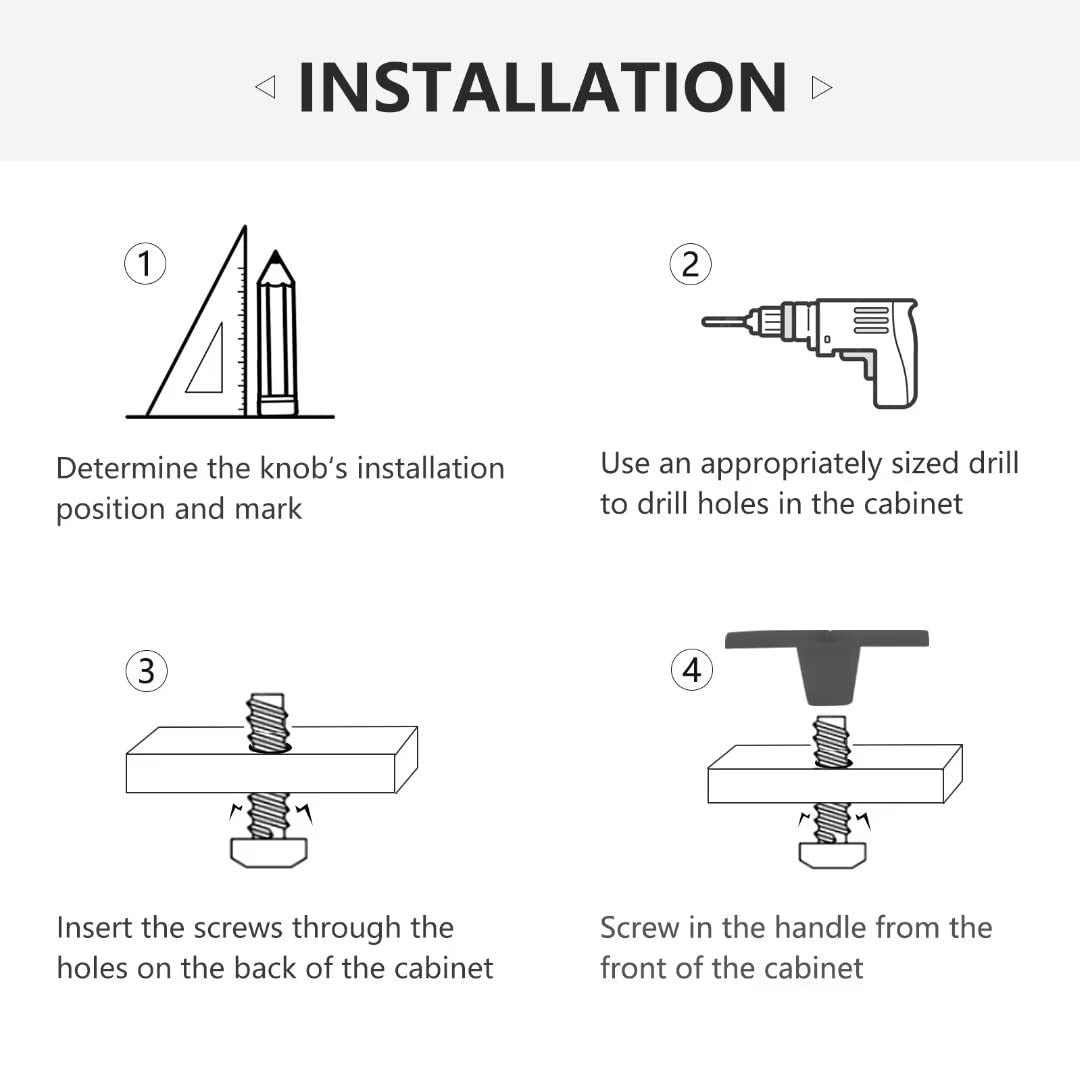 INSTALLATION
1
Determine the knob‘s installation
position and mark
2
Use an appropriately sized drill
to drill holes in the cabinet
3
Insert the screws through the
holes on the back of the cabinet
4
Screw in the handle from the
front of the cabinet